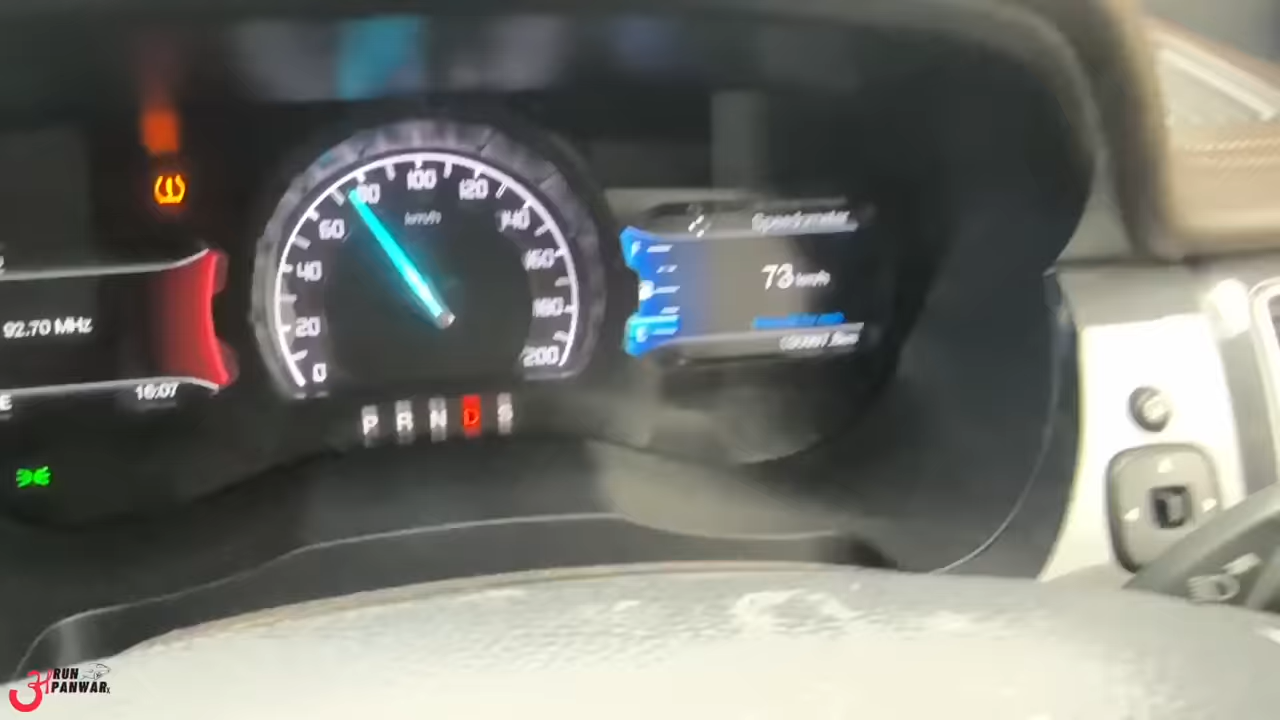 92.70 MHz
16:07
E
0
20
40
60
80
100
120
140
160
180
200
km/h
P R N D S
Speedometer
73 km/h
F
E
RUN
PANWAR